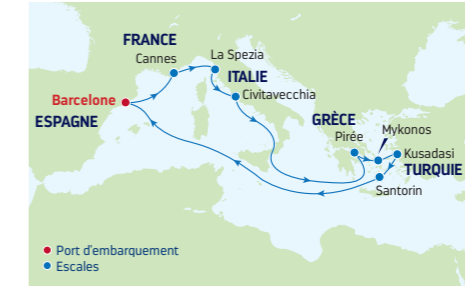 FRANCE
Cannes
La Spezia
ITALIE
Civitavecchia
Barcelone
ESPAGNE
GRÈCE
Pirée
Mykonos
Kusadasi
TURQUIE
Santorin
Port d'embarquement
Escales